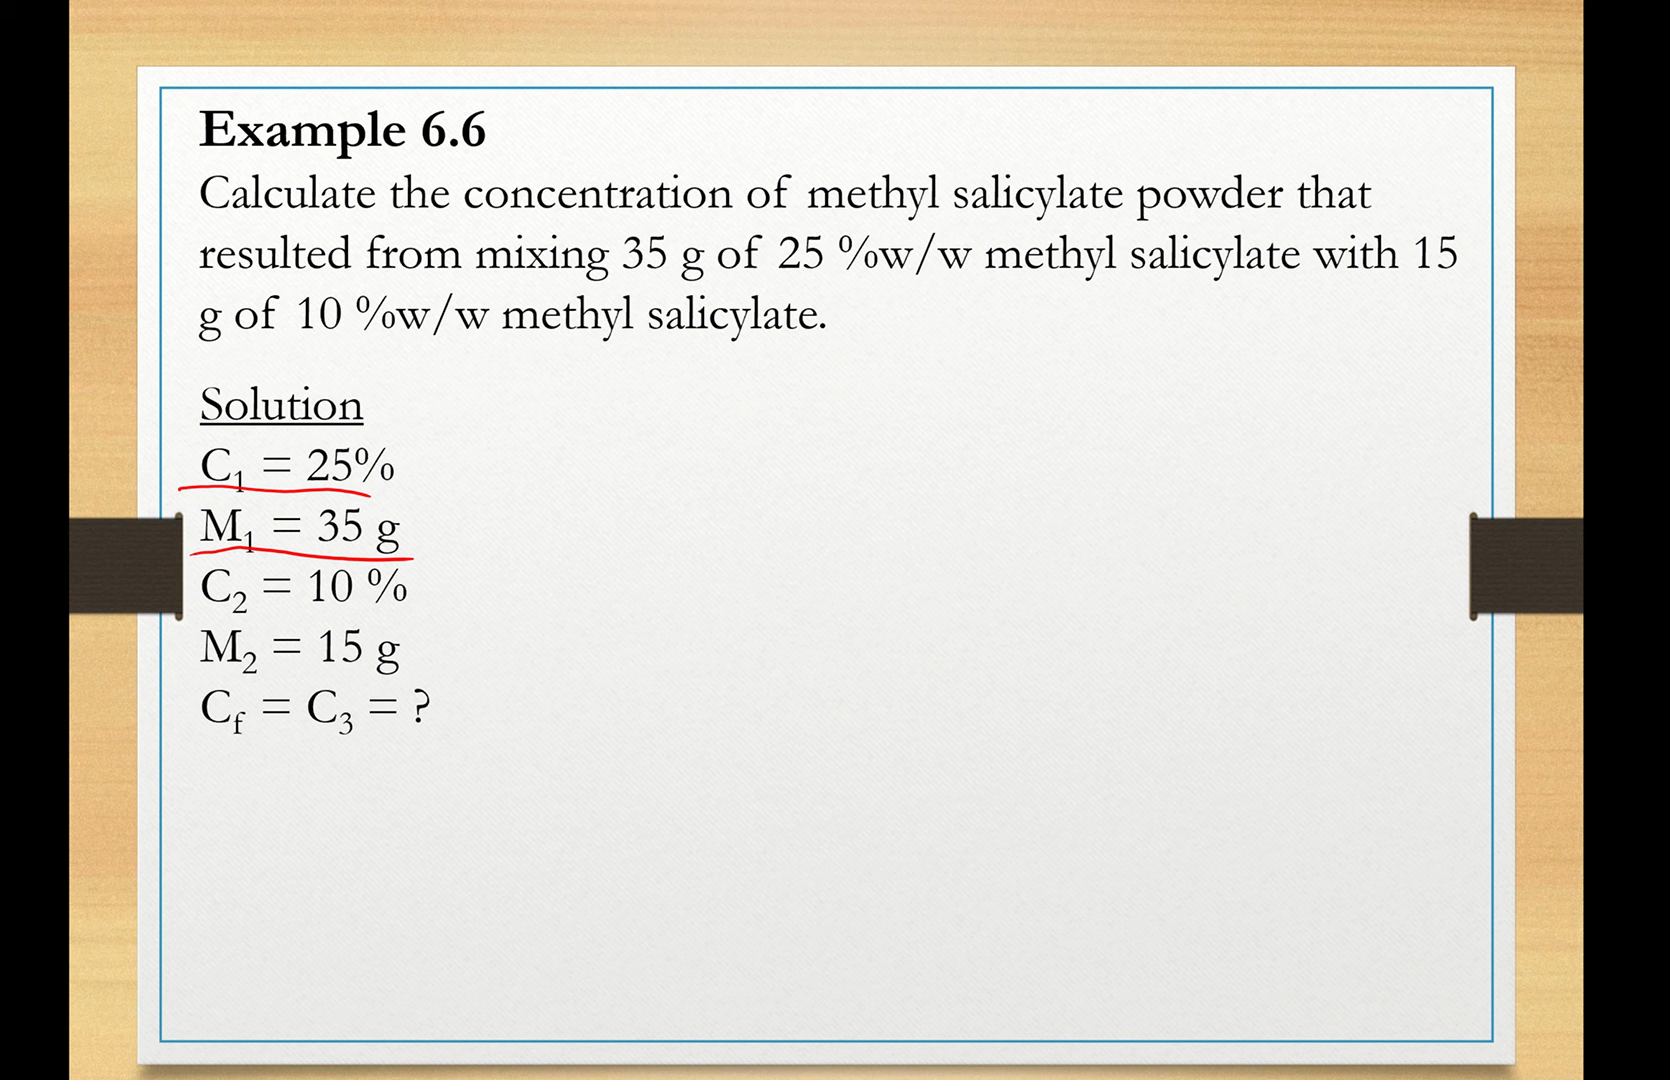 Example 6.6
Calculate the concentration of methyl salicylate powder that
resulted from mixing 35 g of 25 %w/w methyl salicylate with 15
g of 10 %w/w methyl salicylate.
Solution
C₁ = 25%
M₁ = 35 g
C₂ = 10 %
M₂ = 15 g
C_f = C₃ = ?